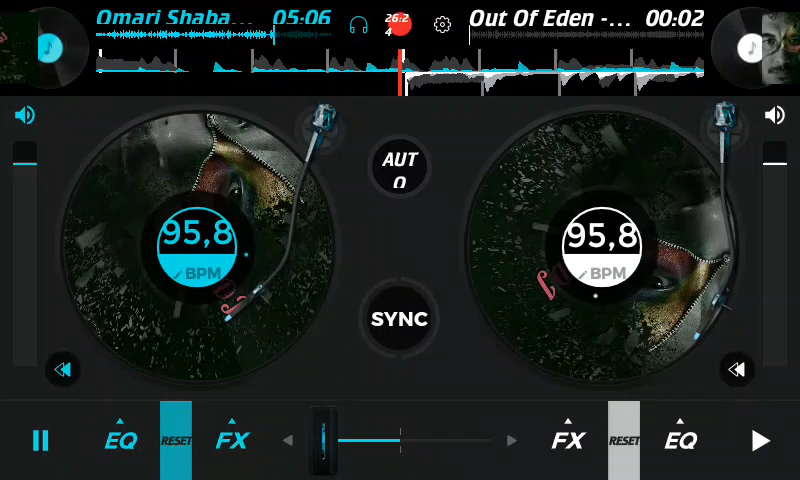 Omari Shaba... 05:06
26:2
4
Out Of Eden -... 00:02
AUT
O
95,8
BPM
95,8
BPM
SYNC
EQ RESET FX
FX RESET EQ